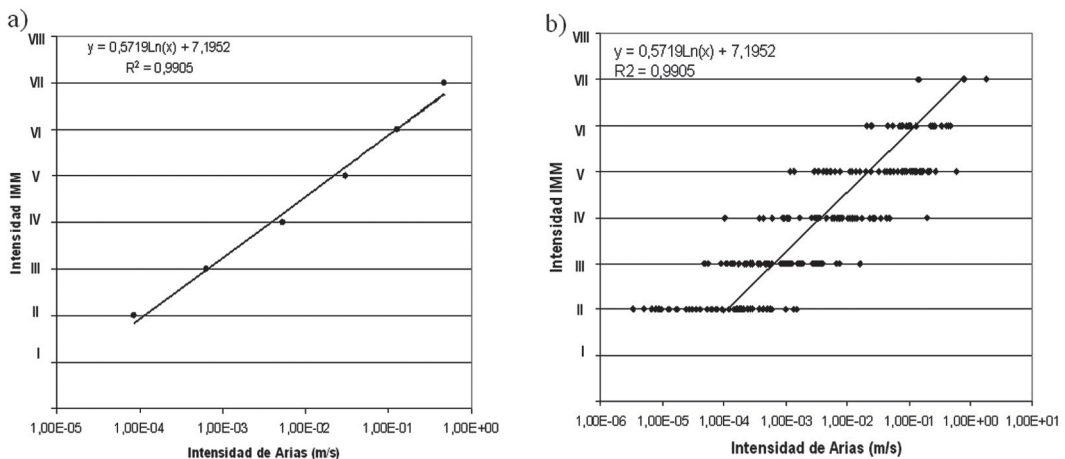 a)
y = 0,5719Ln(x) + 7,1952
R² = 0,9905
VIII
VII
VI
V
IV
III
II
I
Intensidad IMM
1,00E-05 1,00E-04 1,00E-03 1,00E-02 1,00E-01 1,00E+00
Intensidad de Arias (m/s)
b)
y = 0,5719Ln(x) + 7,1952
R2 = 0,9905
VIII
VII
VI
V
IV
III
II
I
Intensidad IMM
1,00E-06 1,00E-05 1,00E-04 1,00E-03 1,00E-02 1,00E-01 1,00E+00 1,00E+01
Intensidad de Arias (m/s)